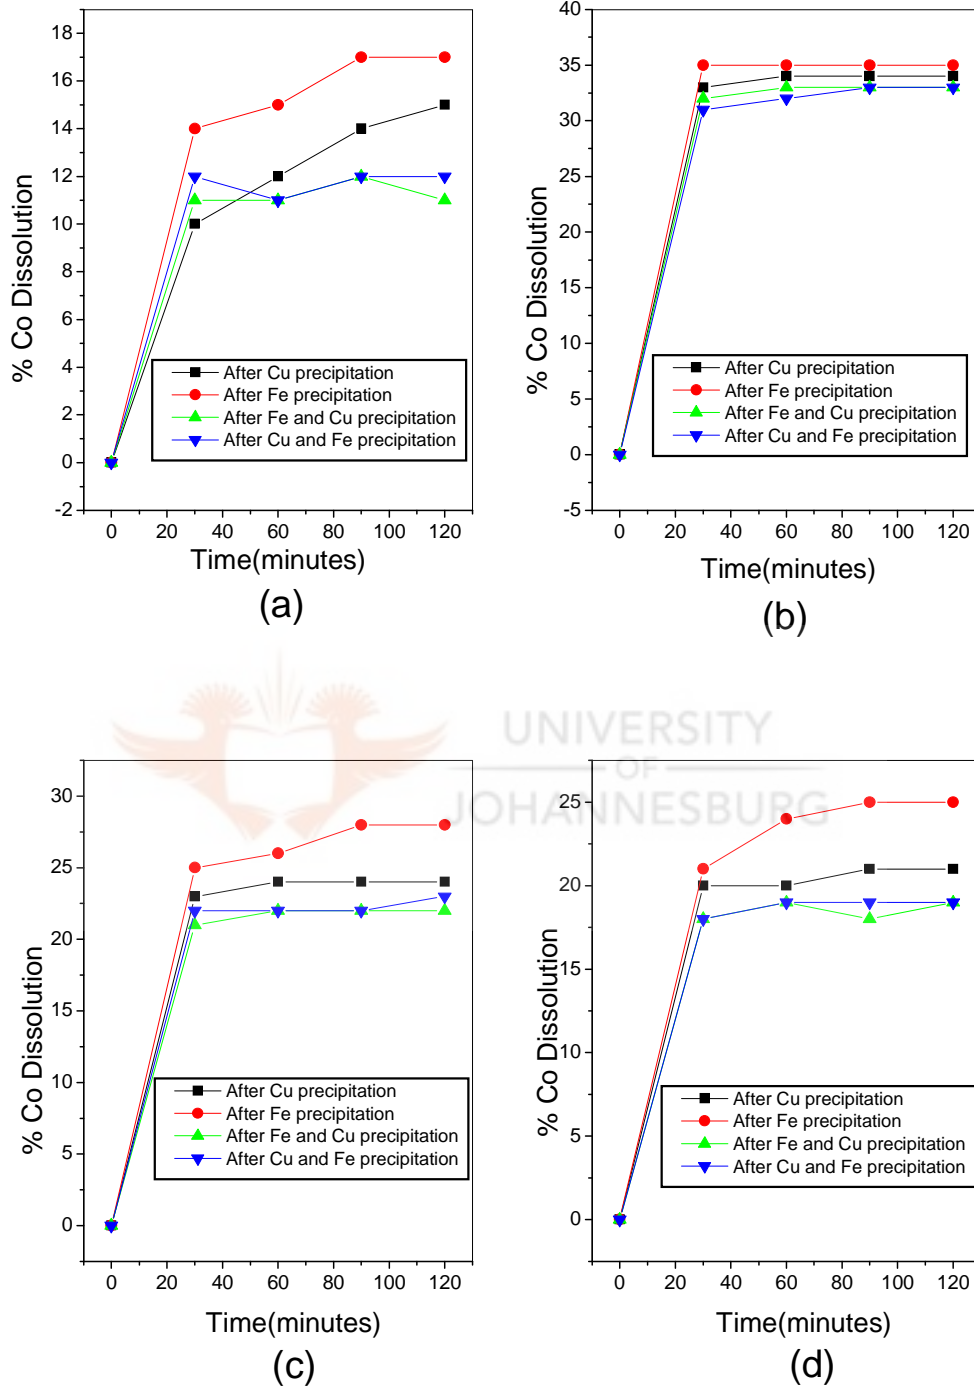 18
16
14
12
10
8
6
4
2
0
-2
% Co Dissolution
After Cu precipitation
After Fe precipitation
After Fe and Cu precipitation
After Cu and Fe precipitation
0 20 40 60 80 100 120
Time(minutes)
(a)
40
35
30
25
20
15
10
5
0
-5
% Co Dissolution
After Cu precipitation
After Fe precipitation
After Fe and Cu precipitation
After Cu and Fe precipitation
0 20 40 60 80 100 120
Time(minutes)
(b)
UNIVERSITY
OF
JOHANNESBURG
30
25
20
15
10
5
0
% Co Dissolution
After Cu precipitation
After Fe precipitation
After Fe and Cu precipitation
After Cu and Fe precipitation
0 20 40 60 80 100 120
Time(minutes)
(c)
25
20
15
10
5
0
% Co Dissolution
After Cu precipitation
After Fe precipitation
After Fe and Cu precipitation
After Cu and Fe precipitation
0 20 40 60 80 100 120
Time(minutes)
(d)